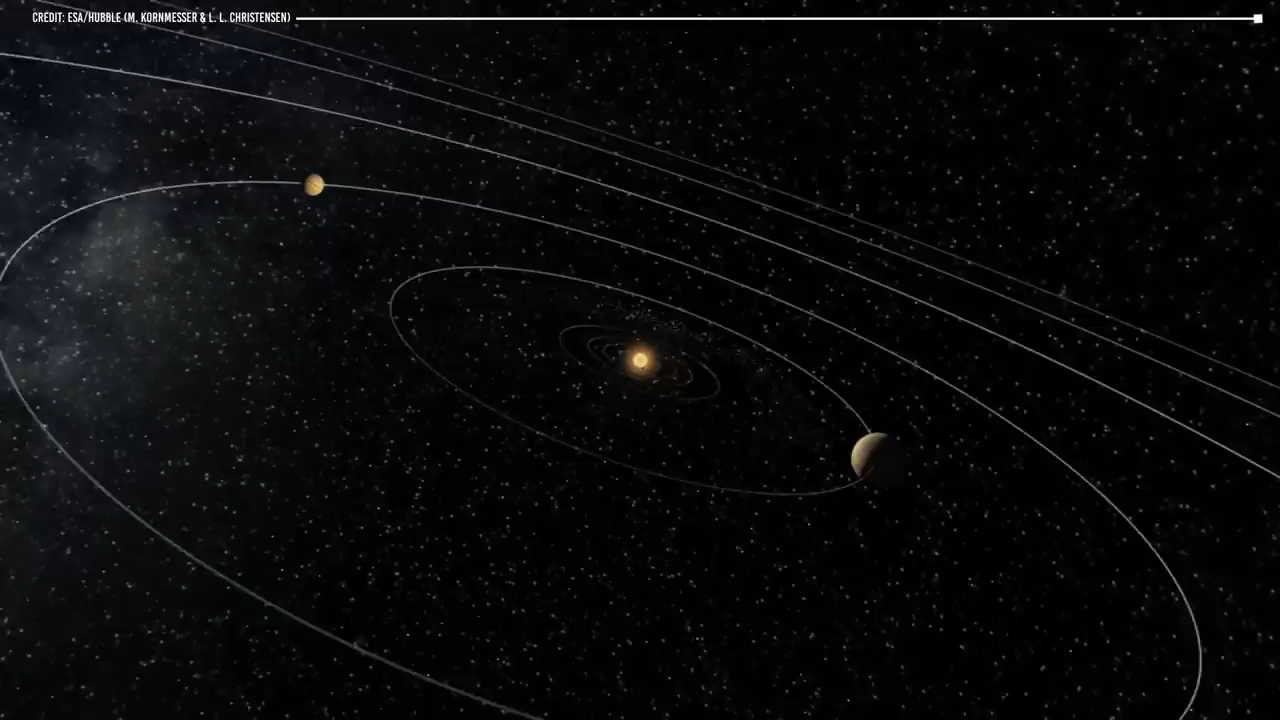 CREDIT: ESA/HUBBLE (M. KORNMESSER & L. L. CHRISTENSEN)